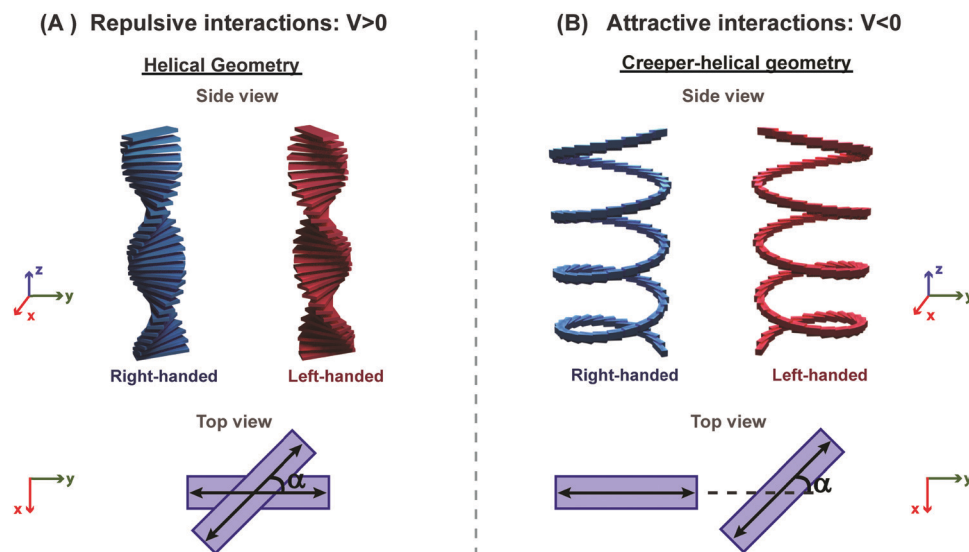 (A ) Repulsive interactions: V>0
Helical Geometry
Side view
z
y
x
Right-handed
Left-handed
Top view
y
x
α
(B) Attractive interactions: V<0
Creeper-helical geometry
Side view
z
y
x
Right-handed
Left-handed
Top view
α
y
x